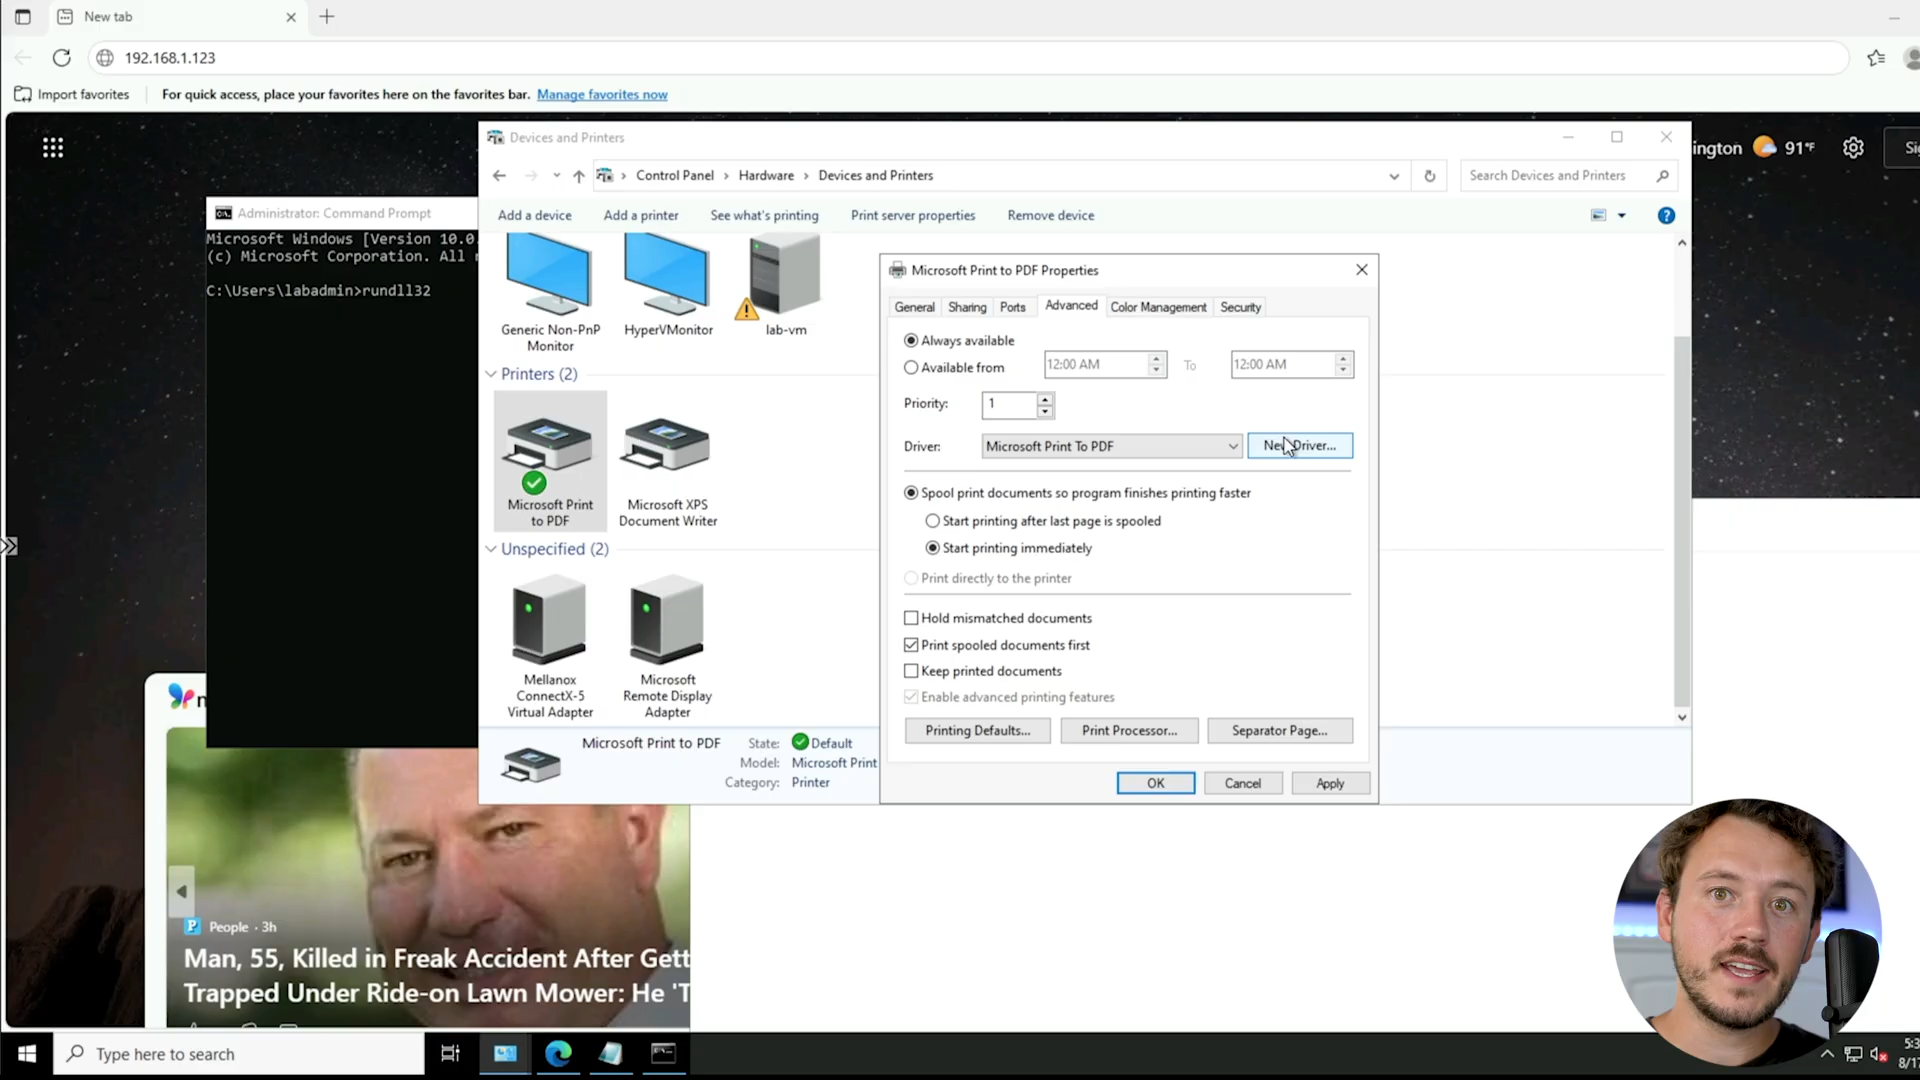 New tab
192.168.1.123
Import favorites
For quick access, place your favorites here on the favorites bar. Manage favorites now
Devices and Printers
ington 91°F
Control Panel > Hardware > Devices and Printers
Search Devices and Printers
Add a device
Add a printer
See what's printing
Print server properties
Remove device
Administrator: Command Prompt
Microsoft Windows [Version 10.0.
(c) Microsoft Corporation. All
C:\Users\labadmin>rundll32
Generic Non-PnP
Monitor
HyperVMonitor
lab-vm
Printers (2)
Microsoft Print
to PDF
Microsoft XPS
Document Writer
Unspecified (2)
Mellanox
ConnectX-5
Virtual Adapter
Microsoft
Remote Display
Adapter
Microsoft Print to PDF
State: Default
Model: Microsoft Print
Category: Printer
Microsoft Print to PDF Properties
General
Sharing
Ports
Advanced
Color Management
Security
Always available
Available from
12:00 AM
To
12:00 AM
Priority: 1
Driver: Microsoft Print To PDF
New Driver...
Spool print documents so program finishes printing faster
Start printing after last page is spooled
Start printing immediately
Print directly to the printer
Hold mismatched documents
Print spooled documents first
Keep printed documents
Enable advanced printing features
Printing Defaults...
Print Processor...
Separator Page...
OK
Cancel
Apply
People · 3h
Man, 55, Killed in Freak Accident After Gett
Trapped Under Ride-on Lawn Mower: He 'T
Type here to search
5:3
8/17